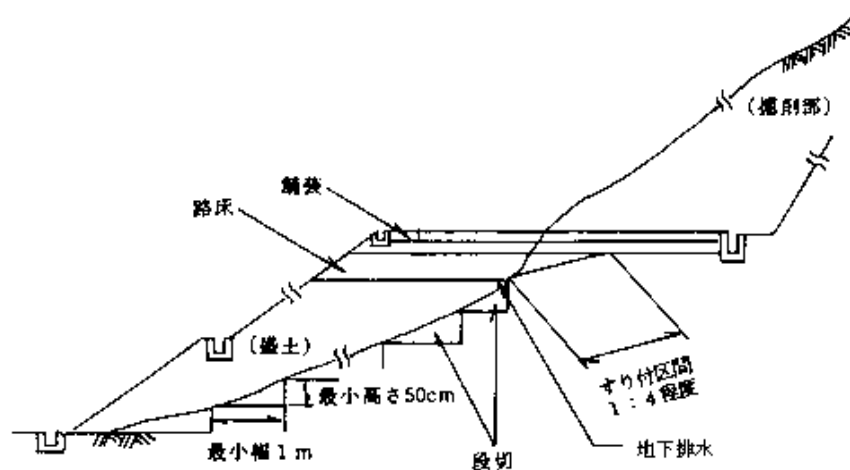 (掘削部)
舗装
路床
(盛土)
すり付区間
1:4程度
最小高さ50cm
最小幅1m
段切
地下排水